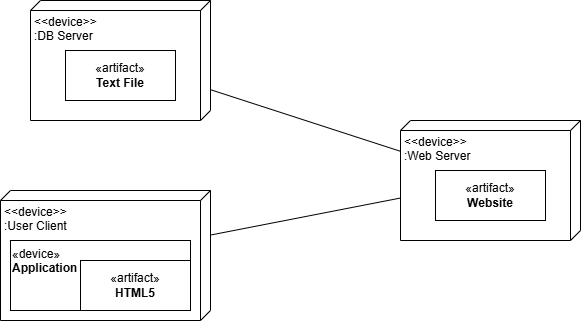 <<device>>
:DB Server
«artifact»
Text File
<<device>>
:Web Server
«artifact»
Website
<<device>>
:User Client
«device»
Application
«artifact»
HTML5